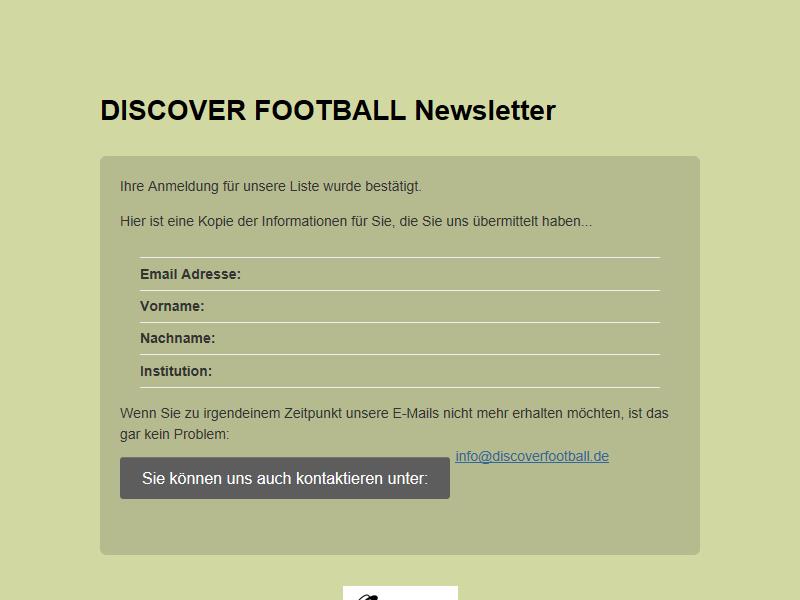 DISCOVER FOOTBALL Newsletter
Ihre Anmeldung für unsere Liste wurde bestätigt.
Hier ist eine Kopie der Informationen für Sie, die Sie uns übermittelt haben...
Email Adresse:
Vorname:
Nachname:
Institution:
Wenn Sie zu irgendeinem Zeitpunkt unsere E-Mails nicht mehr erhalten möchten, ist das
gar kein Problem:
Sie können uns auch kontaktieren unter:
info@discoverfootball.de